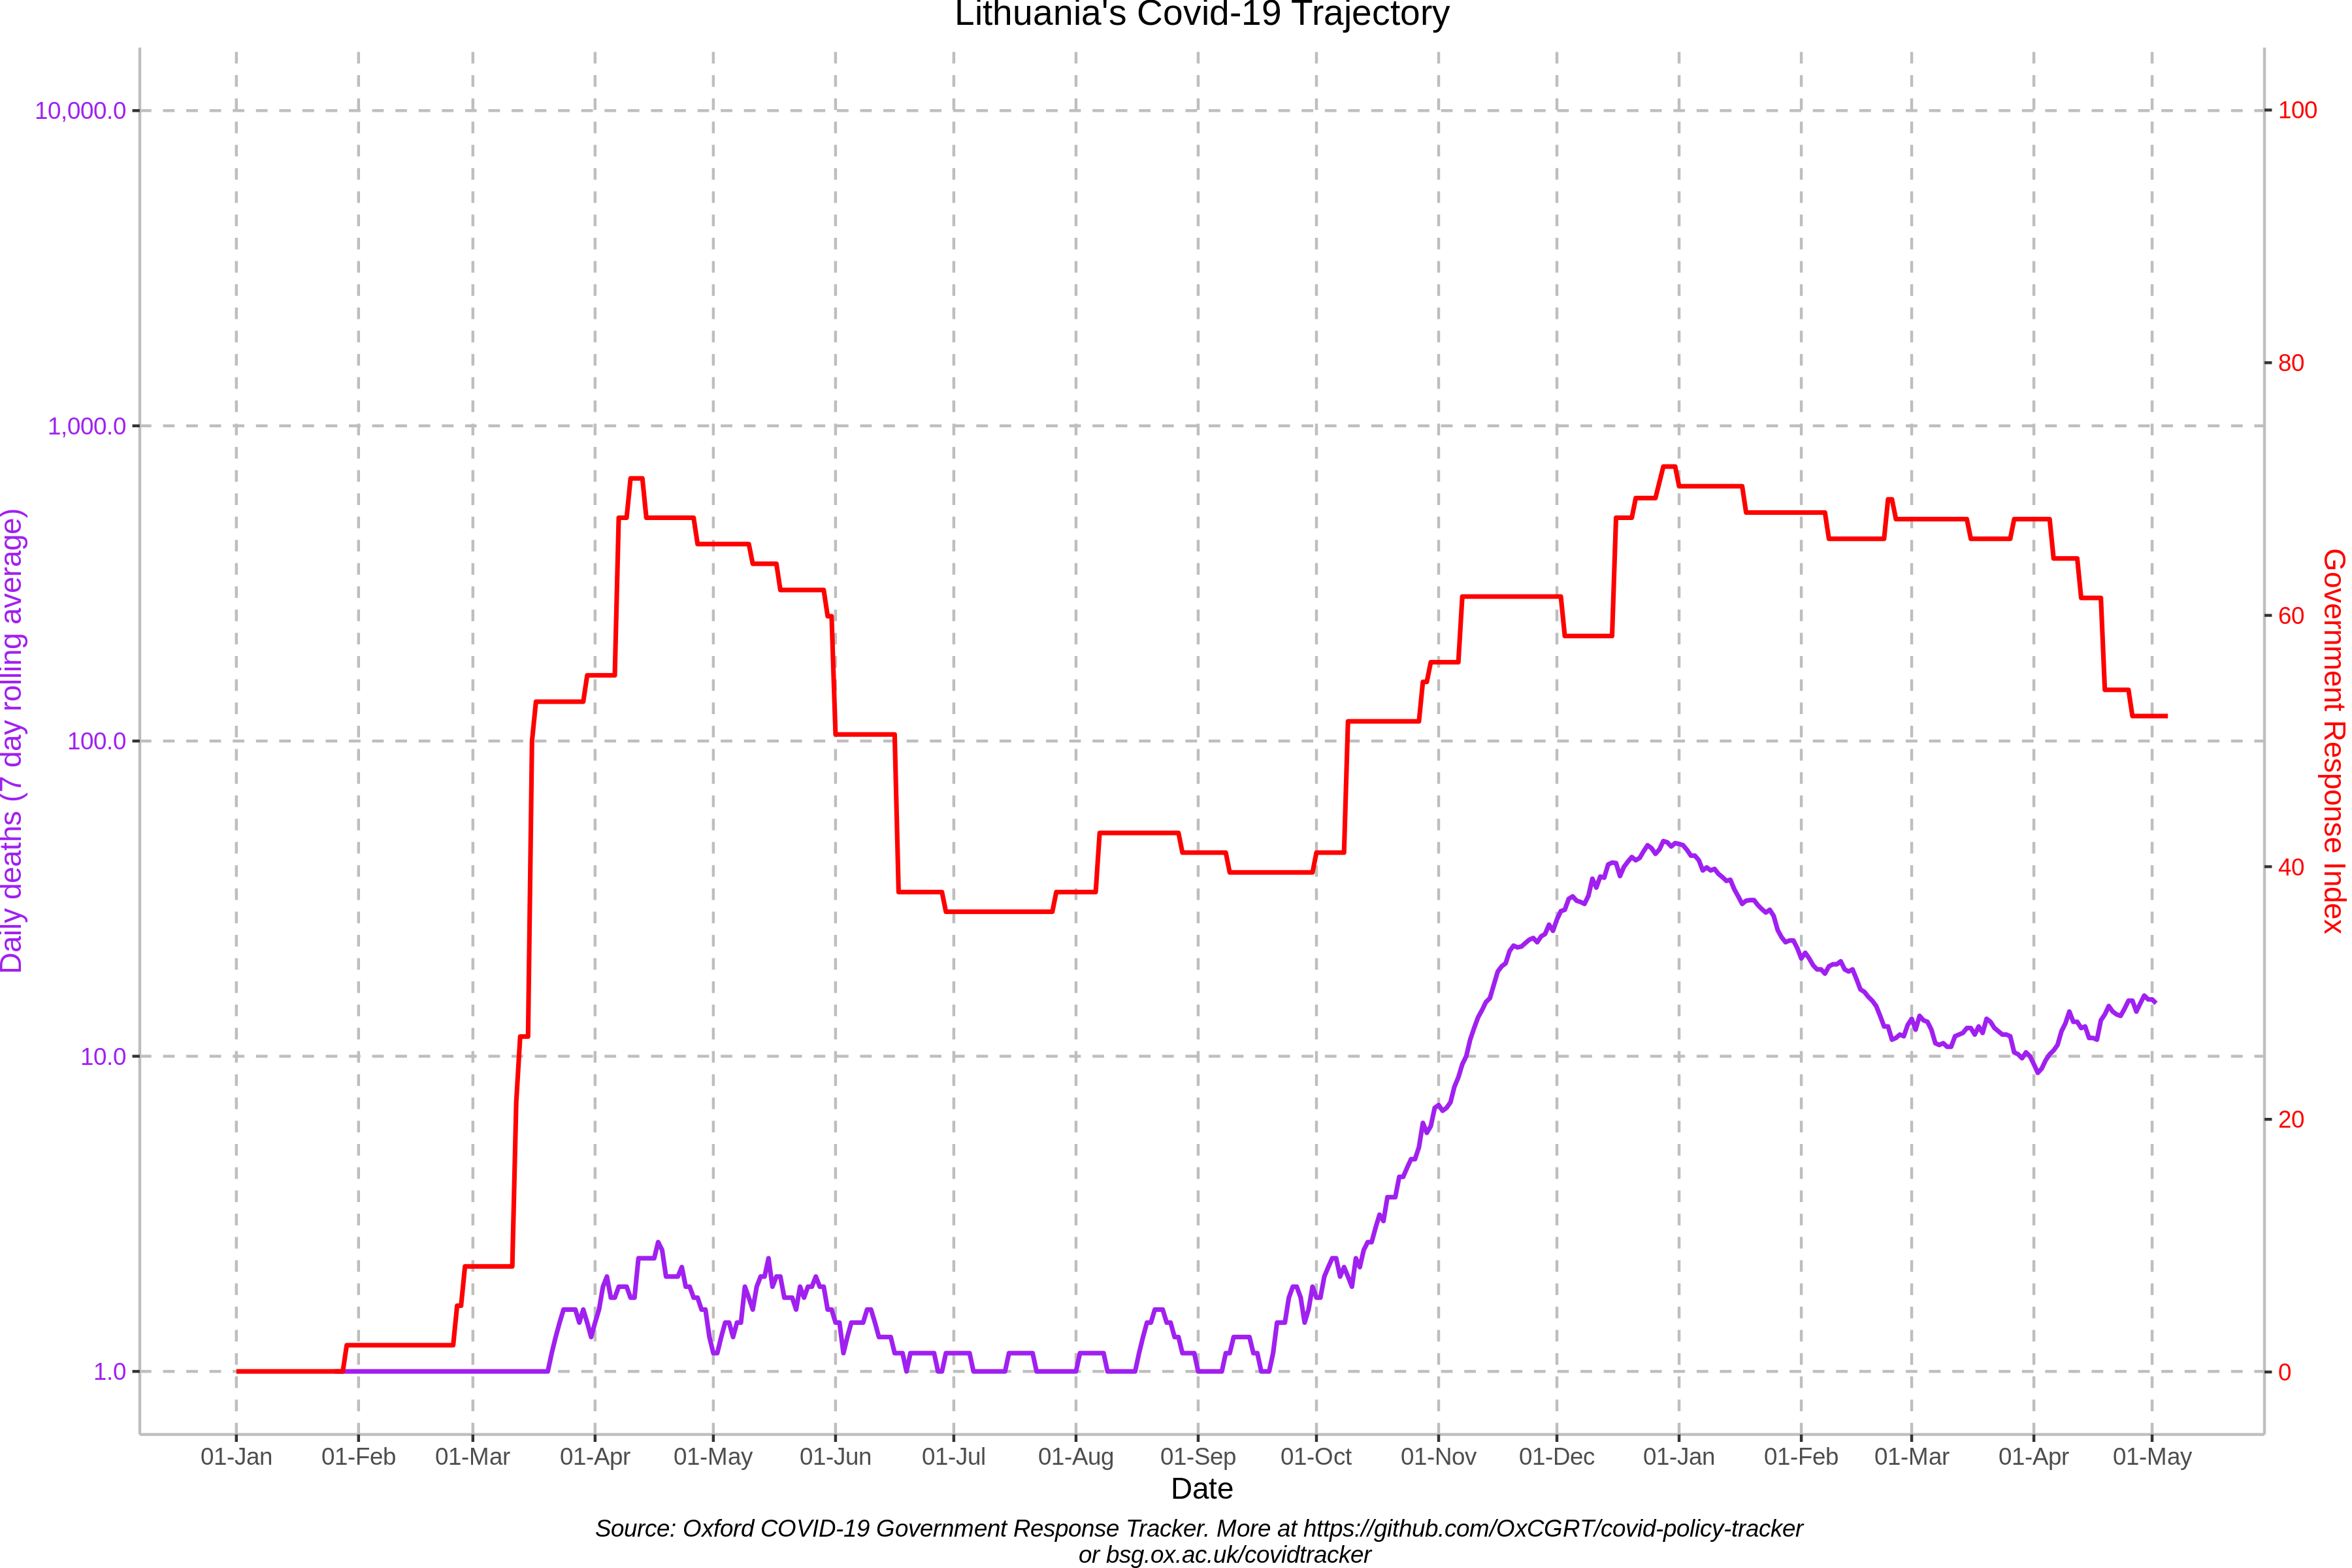 Lithuania's Covid-19 Trajectory
10,000.0
1,000.0
100.0
10.0
1.0
Daily deaths (7 day rolling average)
100
80
60
40
20
0
Government Response Index
01-Jan 01-Feb 01-Mar 01-Apr 01-May 01-Jun 01-Jul 01-Aug 01-Sep 01-Oct 01-Nov 01-Dec 01-Jan 01-Feb 01-Mar 01-Apr 01-May
Date
Source: Oxford COVID-19 Government Response Tracker. More at https://github.com/OxCGRT/covid-policy-tracker
or bsg.ox.ac.uk/covidtracker